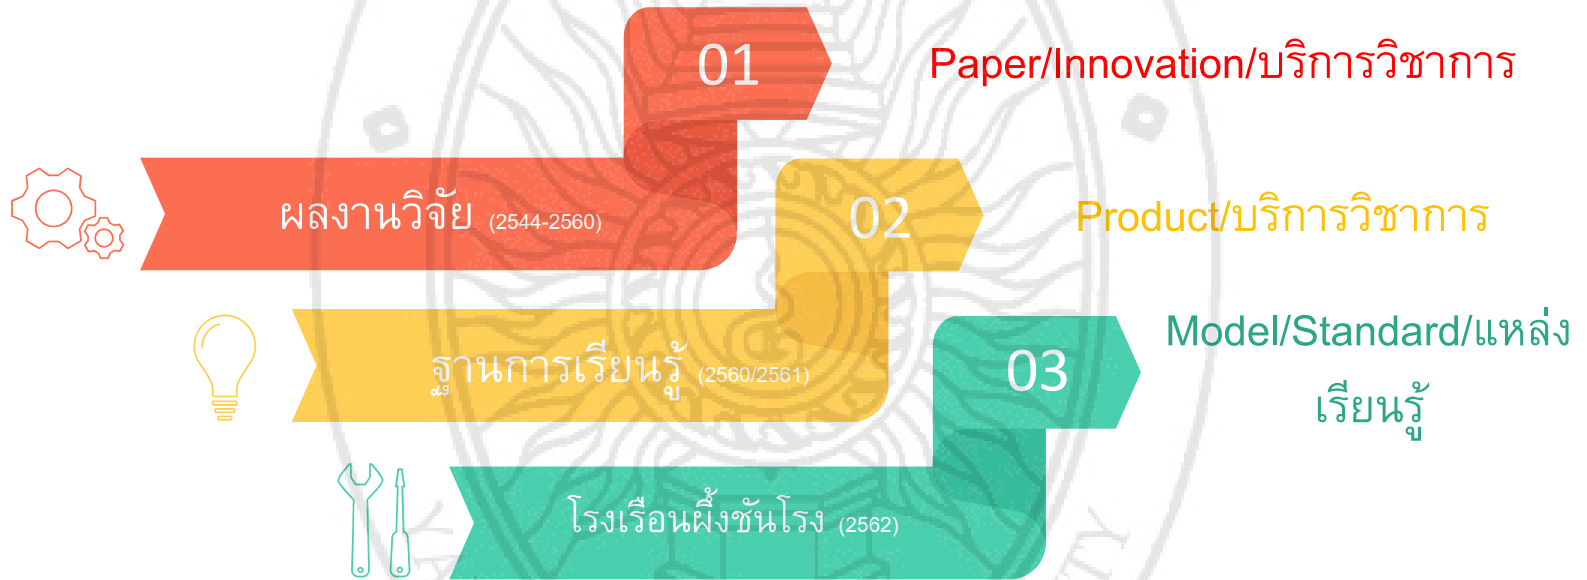 01
Paper/Innovation/บริการวิชาการ
ผลงานวิจัย (2544-2560)
02
Product/บริการวิชาการ
ฐานการเรียนรู้ (2560/2561)
03
Model/Standard/แหล่ง
เรียนรู้
โรงเรือนผึ้งชันโรง (2562)